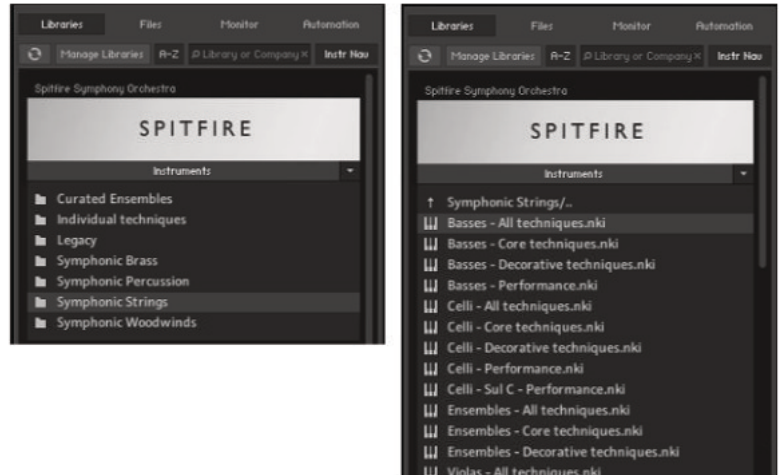 Libraries Files Monitor Automation
Manage Libraries A-Z Library or Company × Instr Nav
Spitfire Symphony Orchestra
SPITFIRE
Instruments
Curated Ensembles
Individual techniques
Legacy
Symphonic Brass
Symphonic Percussion
Symphonic Strings
Symphonic Woodwinds
Libraries Files Monitor Automation
Manage Libraries A-Z Library or Company × Instr Nav
Spitfire Symphony Orchestra
SPITFIRE
Instruments
↑ Symphonic Strings/..
Basses - All techniques.nki
Basses - Core techniques.nki
Basses - Decorative techniques.nki
Basses - Performance.nki
Celli - All techniques.nki
Celli - Core techniques.nki
Celli - Decorative techniques.nki
Celli - Performance.nki
Celli - Sul C - Performance.nki
Ensembles - All techniques.nki
Ensembles - Core techniques.nki
Ensembles - Decorative techniques.nki
Violas - All techniques.nki